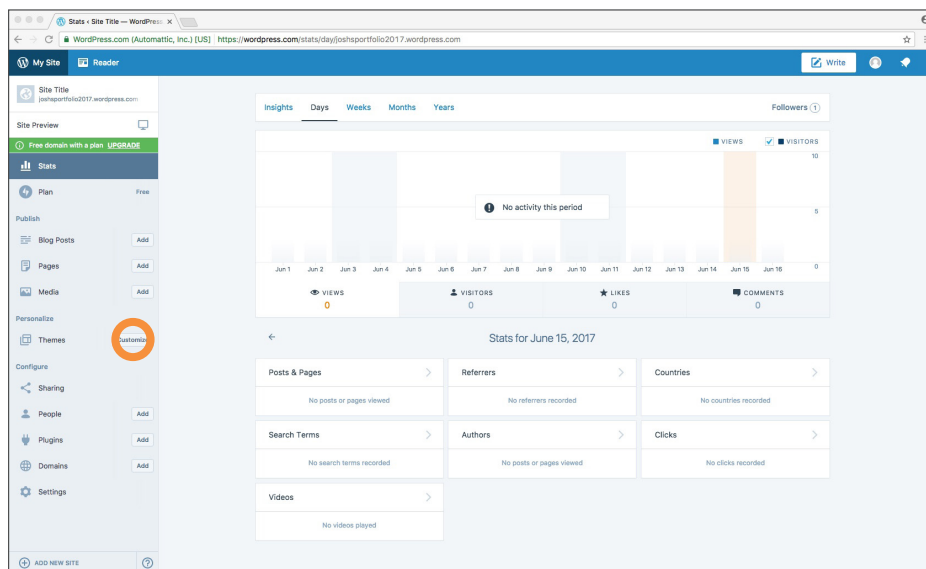 Stats ‹ Site Title — WordPress
WordPress.com (Automattic, Inc.) [US] https://wordpress.com/stats/day/joshsportfolio2017.wordpress.com
My Site Reader Write
Site Title
joshsportfolio2017.wordpress.com
Site Preview
Free domain with a plan UPGRADE
Stats
Plan Free
Publish
Blog Posts Add
Pages Add
Media Add
Personalize
Themes Customize
Configure
Sharing
People Add
Plugins Add
Domains Add
Settings
ADD NEW SITE
Insights Days Weeks Months Years Followers 1
VIEWS VISITORS
10
5
0
No activity this period
Jun 1 Jun 2 Jun 3 Jun 4 Jun 5 Jun 6 Jun 7 Jun 8 Jun 9 Jun 10 Jun 11 Jun 12 Jun 13 Jun 14 Jun 15 Jun 16
VIEWS VISITORS LIKES COMMENTS
0 0 0 0
Stats for June 15, 2017
Posts & Pages Referrers Countries
No posts or pages viewed No referrers recorded No countries recorded
Search Terms Authors Clicks
No search terms recorded No posts or pages viewed No clicks recorded
Videos
No videos played